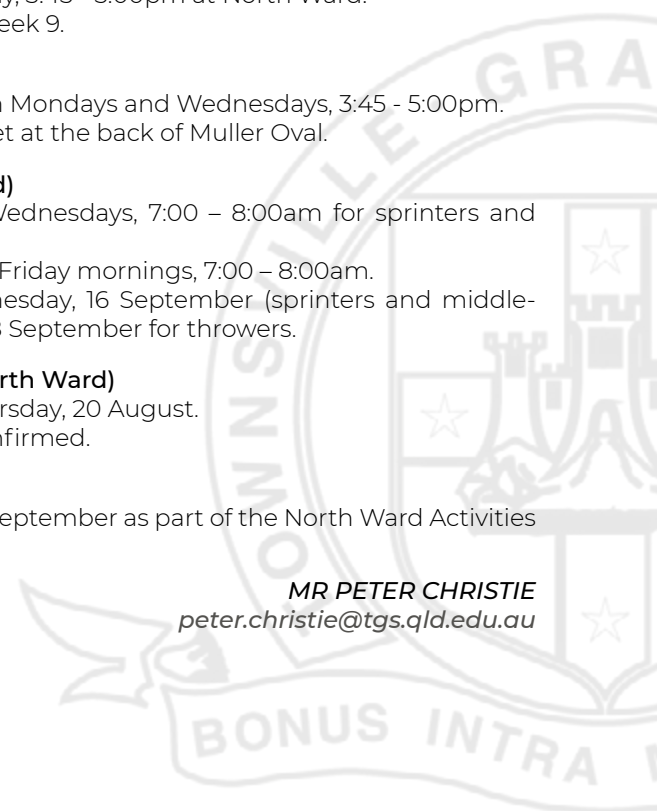 y, 3:45 - 5:00pm at North Ward.
eek 9.
n Mondays and Wednesdays, 3:45 - 5:00pm.
et at the back of Muller Oval.
d)
Wednesdays, 7:00 – 8:00am for sprinters and
Friday mornings, 7:00 – 8:00am.
nesday, 16 September (sprinters and middle-
8 September for throwers.
rth Ward)
rsday, 20 August.
nfirmed.
eptember as part of the North Ward Activities
MR PETER CHRISTIE
peter.christie@tgs.qld.edu.au
TOWNSVILLE GRA
BONUS INTRA